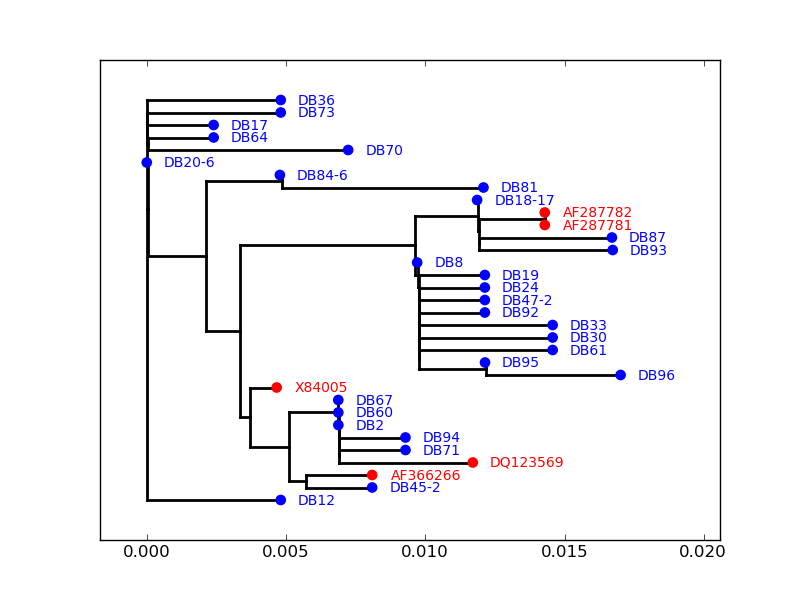 DB36
DB73
DB17
DB64
DB70
DB20-6
DB84-6
DB81
DB18-17
AF287782
AF287781
DB87
DB93
DB8
DB19
DB24
DB47-2
DB92
DB33
DB30
DB61
DB95
DB96
X84005
DB67
DB60
DB2
DB94
DB71
DQ123569
AF366266
DB45-2
DB12
0.000 0.005 0.010 0.015 0.020